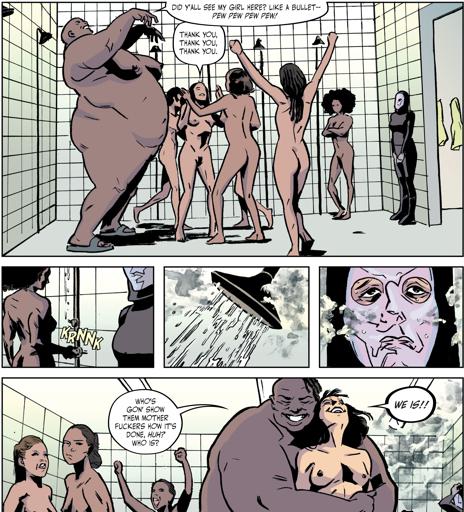 DID Y'ALL SEE MY GIRL HERE? LIKE A BULLET--
PEW PEW PEW PEW!
THANK YOU,
THANK YOU,
THANK YOU.
KRNNK
WHO'S
GON' SHOW
THEM MOTHER
FUCKERS HOW IT'S
DONE, HUH?
WHO IS?
WE IS!!